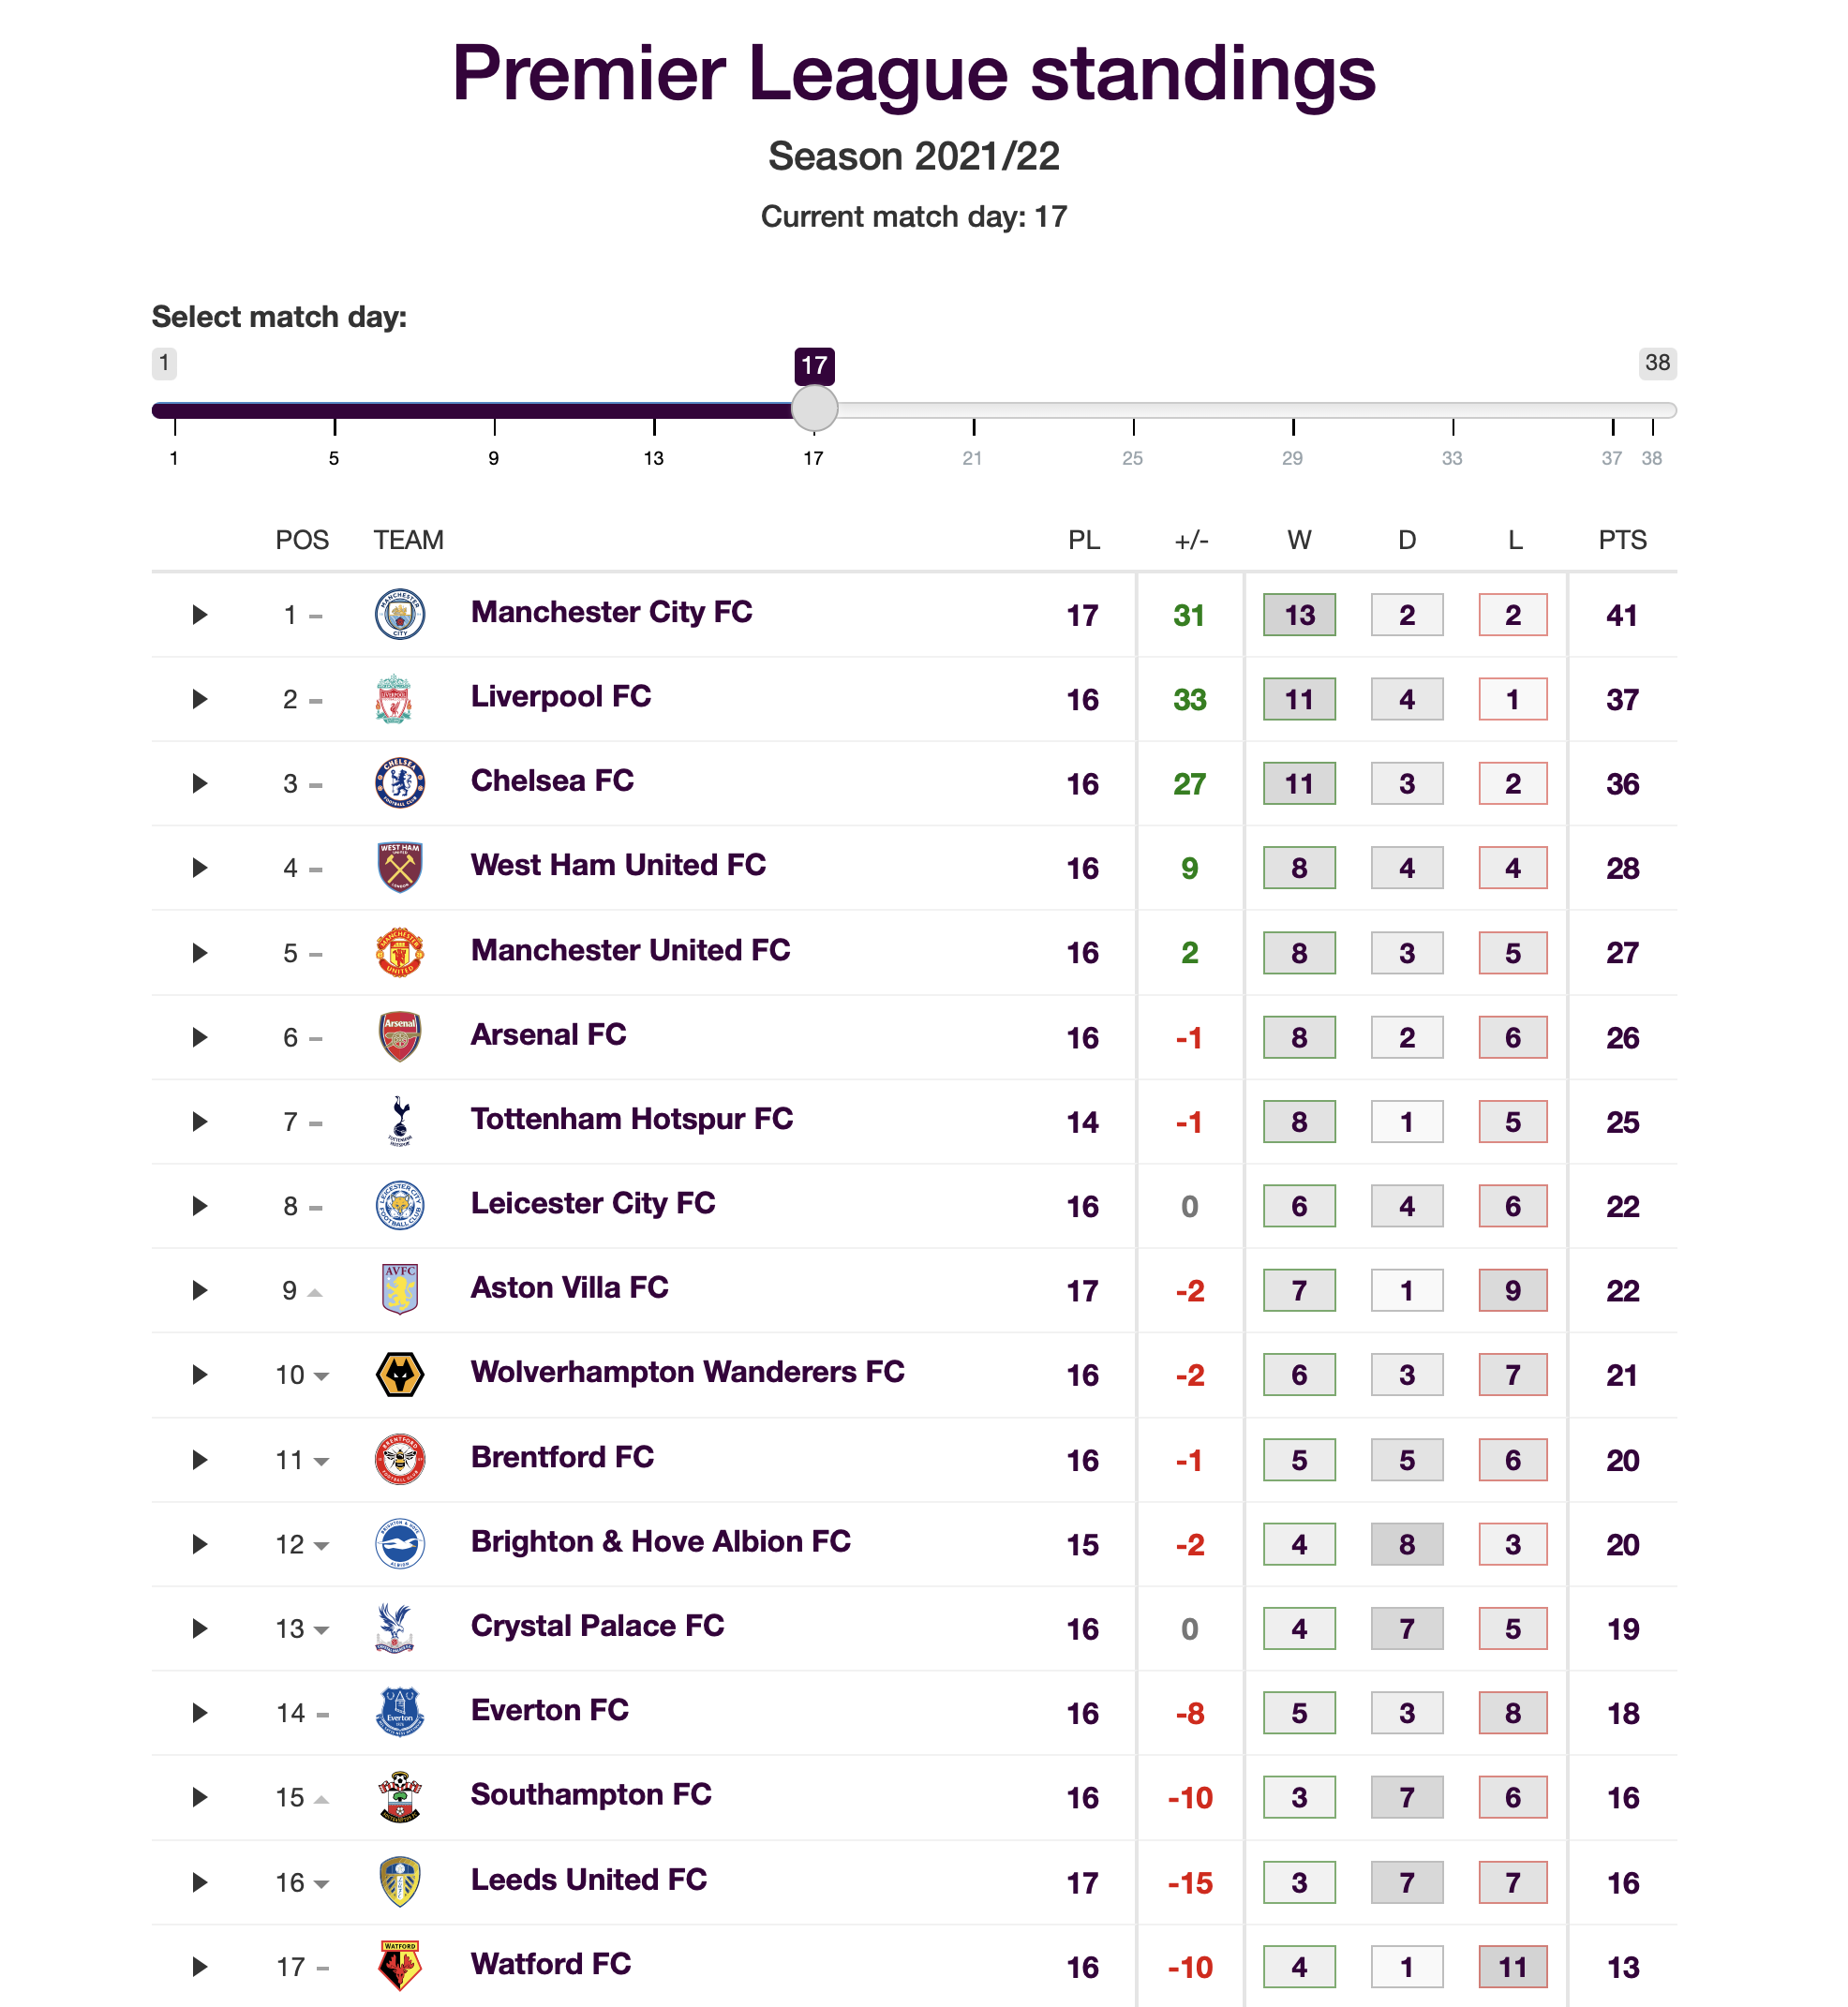 Premier League standings
Season 2021/22
Current match day: 17
Select match day:
1 17 38
1 5 9 13 17 21 25 29 33 37 38
POS TEAM PL +/- W D L PTS
1 Manchester City FC 17 31 13 2 2 41
2 Liverpool FC 16 33 11 4 1 37
3 Chelsea FC 16 27 11 3 2 36
4 West Ham United FC 16 9 8 4 4 28
5 Manchester United FC 16 2 8 3 5 27
6 Arsenal FC 16 -1 8 2 6 26
7 Tottenham Hotspur FC 14 -1 8 1 5 25
8 Leicester City FC 16 0 6 4 6 22
9 Aston Villa FC 17 -2 7 1 9 22
10 Wolverhampton Wanderers FC 16 -2 6 3 7 21
11 Brentford FC 16 -1 5 5 6 20
12 Brighton & Hove Albion FC 15 -2 4 8 3 20
13 Crystal Palace FC 16 0 4 7 5 19
14 Everton FC 16 -8 5 3 8 18
15 Southampton FC 16 -10 3 7 6 16
16 Leeds United FC 17 -15 3 7 7 16
17 Watford FC 16 -10 4 1 11 13